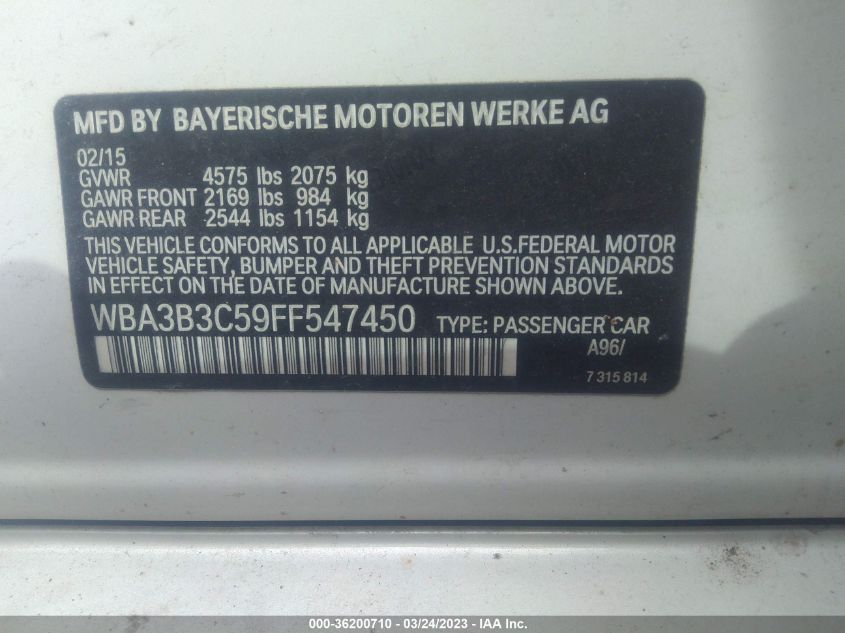 MFD BY BAYERISCHE MOTOREN WERKE AG
02/15
GVWR 4575 lbs 2075 kg
GAWR FRONT 2169 lbs 984 kg
GAWR REAR 2544 lbs 1154 kg
THIS VEHICLE CONFORMS TO ALL APPLICABLE U.S.FEDERAL MOTOR
VEHICLE SAFETY, BUMPER AND THEFT PREVENTION STANDARDS
IN EFFECT ON THE DATE OF MANUFACTURE SHOWN ABOVE.
WBA3B3C59FF547450 TYPE: PASSENGER CAR
A96/
7 315 814
000-36200710 - 03/24/2023 - IAA Inc.